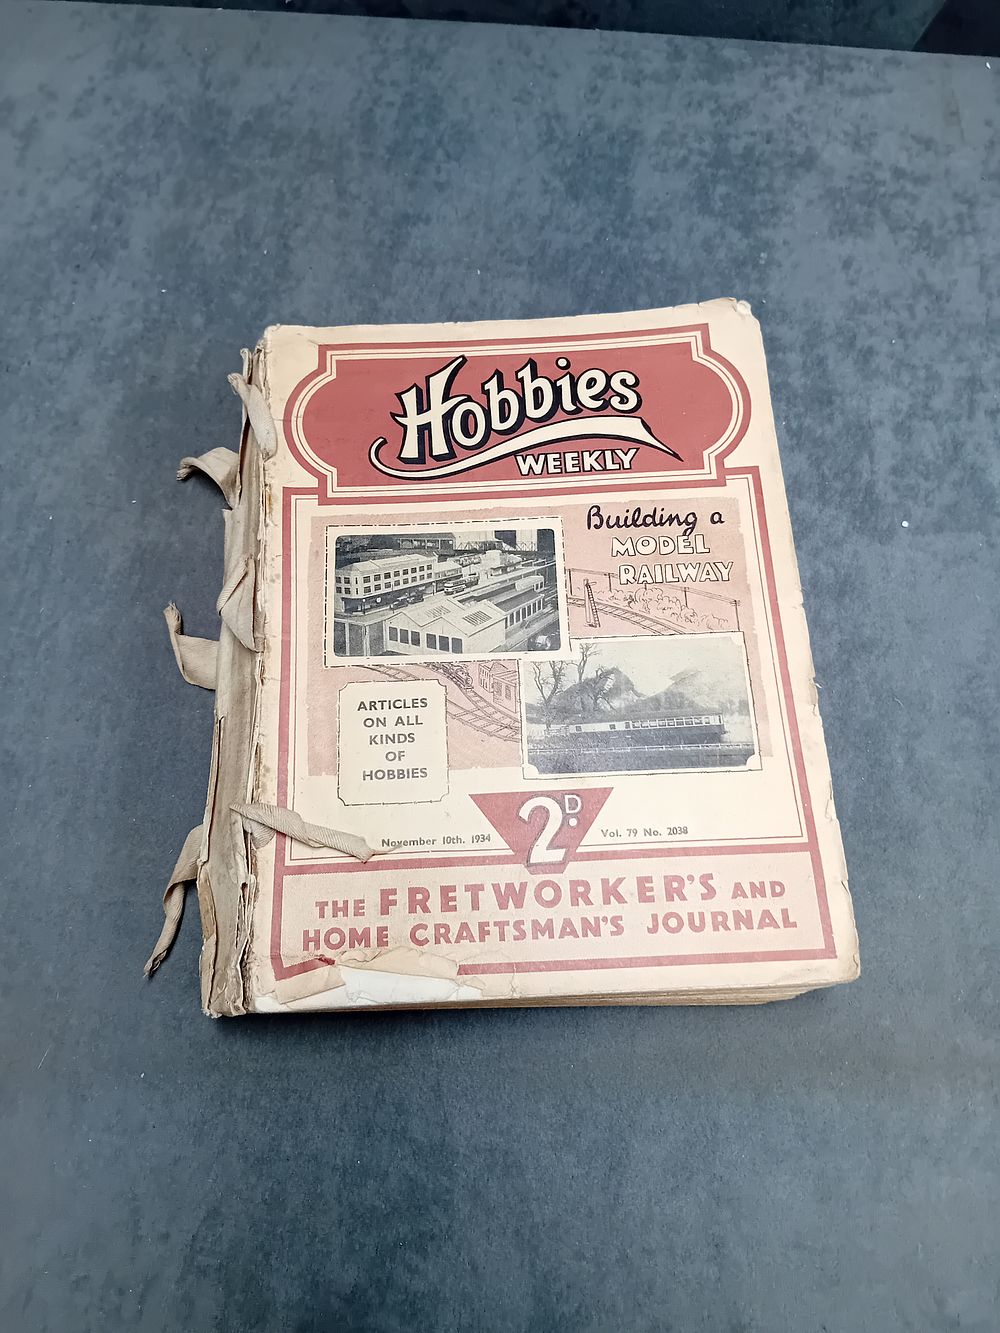 Hobbies
WEEKLY
Building a
MODEL
RAILWAY
ARTICLES
ON ALL
KINDS
OF
HOBBIES
2D.
November 10th. 1934
Vol. 79 No. 2038
THE FRETWORKER'S AND
HOME CRAFTSMAN'S JOURNAL